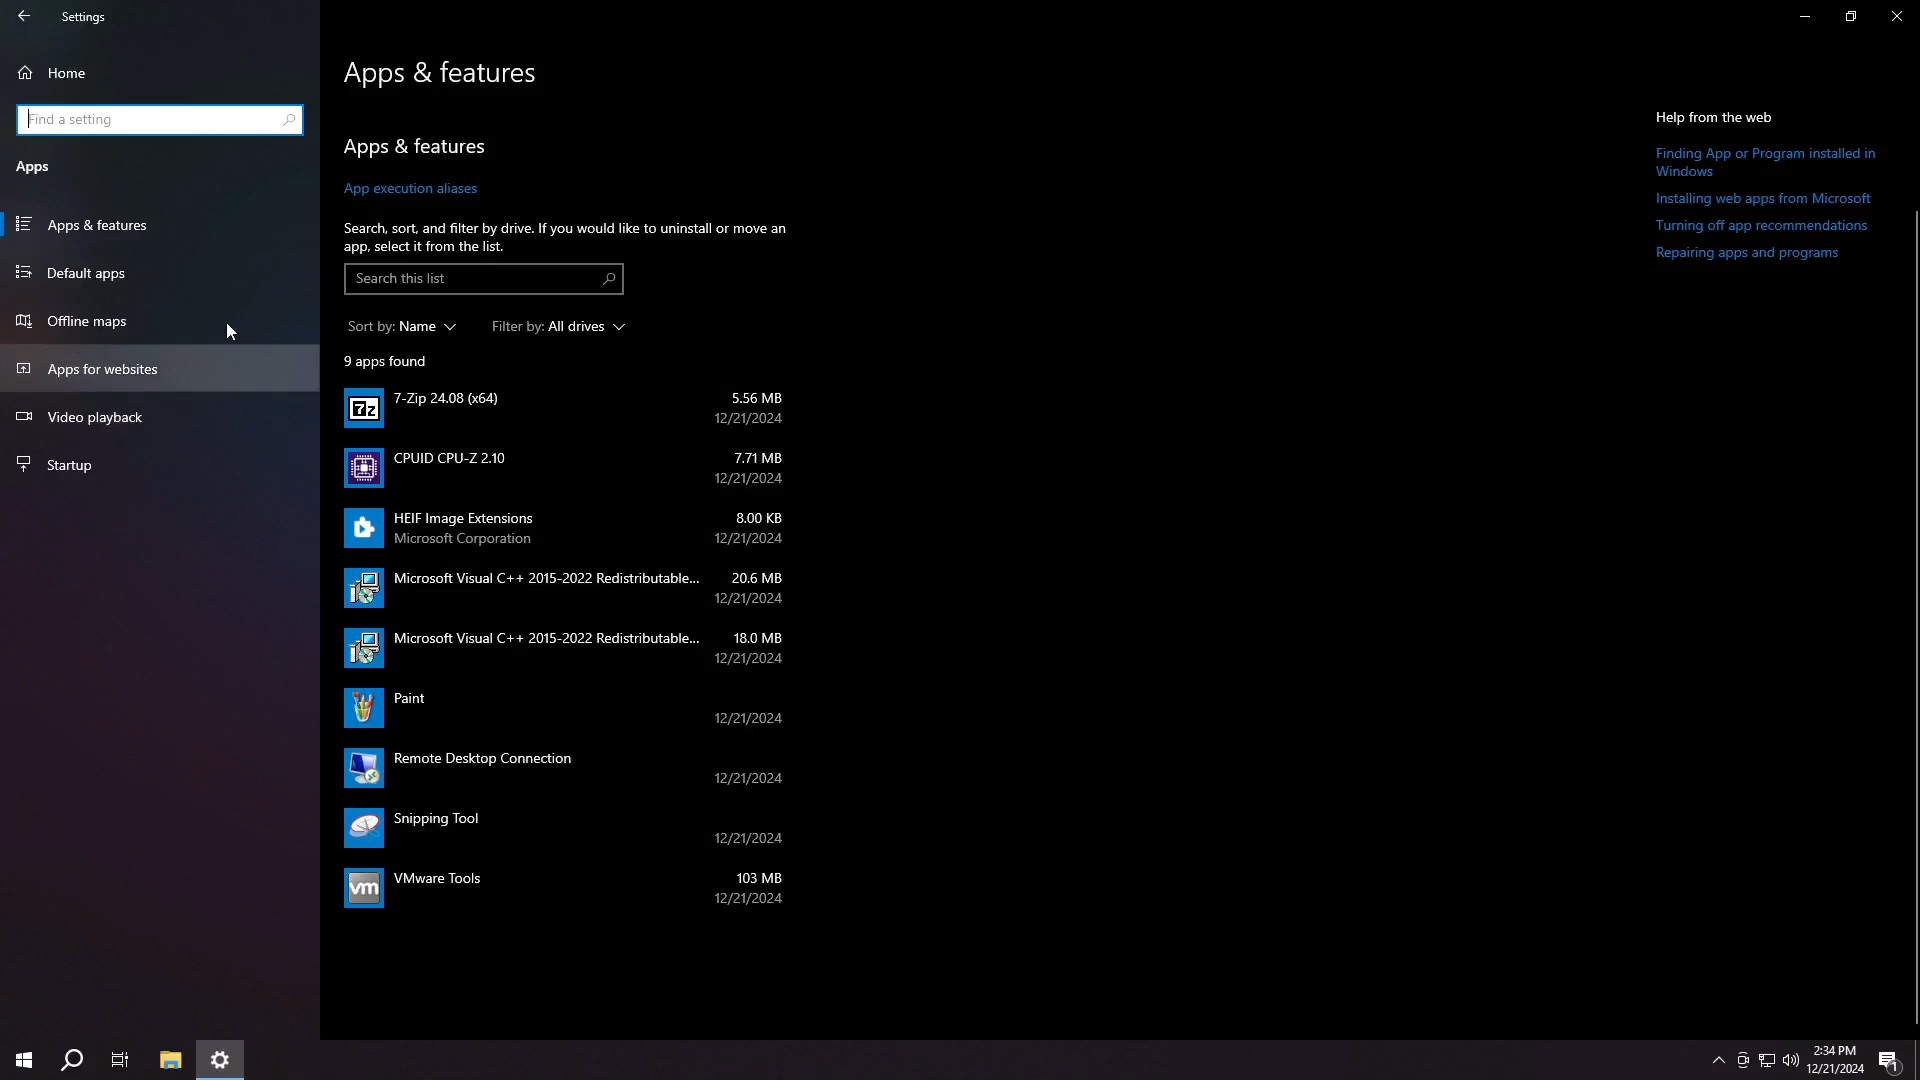 Settings
Home
Find a setting
Apps
Apps & features
Default apps
Offline maps
Apps for websites
Video playback
Startup
Apps & features
Apps & features
App execution aliases
Search, sort, and filter by drive. If you would like to uninstall or move an
app, select it from the list.
Search this list
Sort by: Name Filter by: All drives
9 apps found
7-Zip 24.08 (x64) 5.56 MB
12/21/2024
CPUID CPU-Z 2.10 7.71 MB
12/21/2024
HEIF Image Extensions 8.00 KB
Microsoft Corporation 12/21/2024
Microsoft Visual C++ 2015-2022 Redistributable... 20.6 MB
12/21/2024
Microsoft Visual C++ 2015-2022 Redistributable... 18.0 MB
12/21/2024
Paint
12/21/2024
Remote Desktop Connection
12/21/2024
Snipping Tool
12/21/2024
VMware Tools 103 MB
12/21/2024
Help from the web
Finding App or Program installed in
Windows
Installing web apps from Microsoft
Turning off app recommendations
Repairing apps and programs
7z
vm
2:34 PM
12/21/2024
1